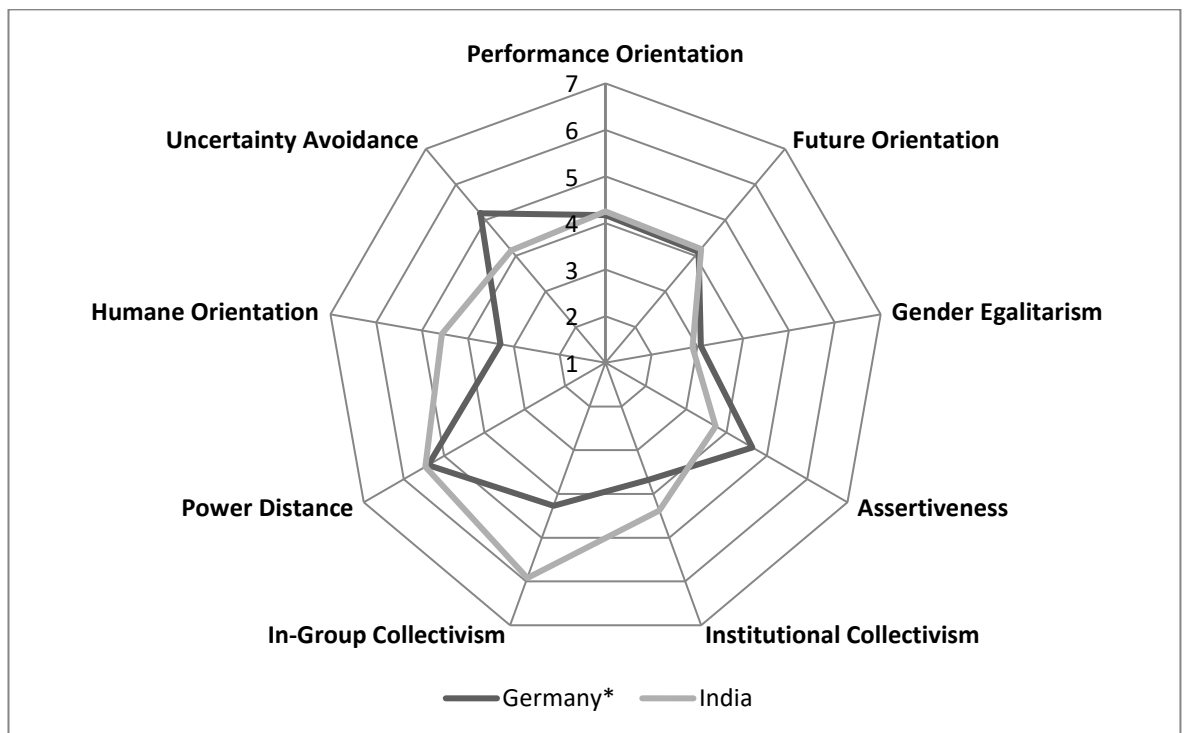 Performance Orientation
7
Uncertainty Avoidance
Future Orientation
6
5
4
3
Humane Orientation
Gender Egalitarism
2
1
Power Distance
Assertiveness
In-Group Collectivism
Institutional Collectivism
Germany*
India